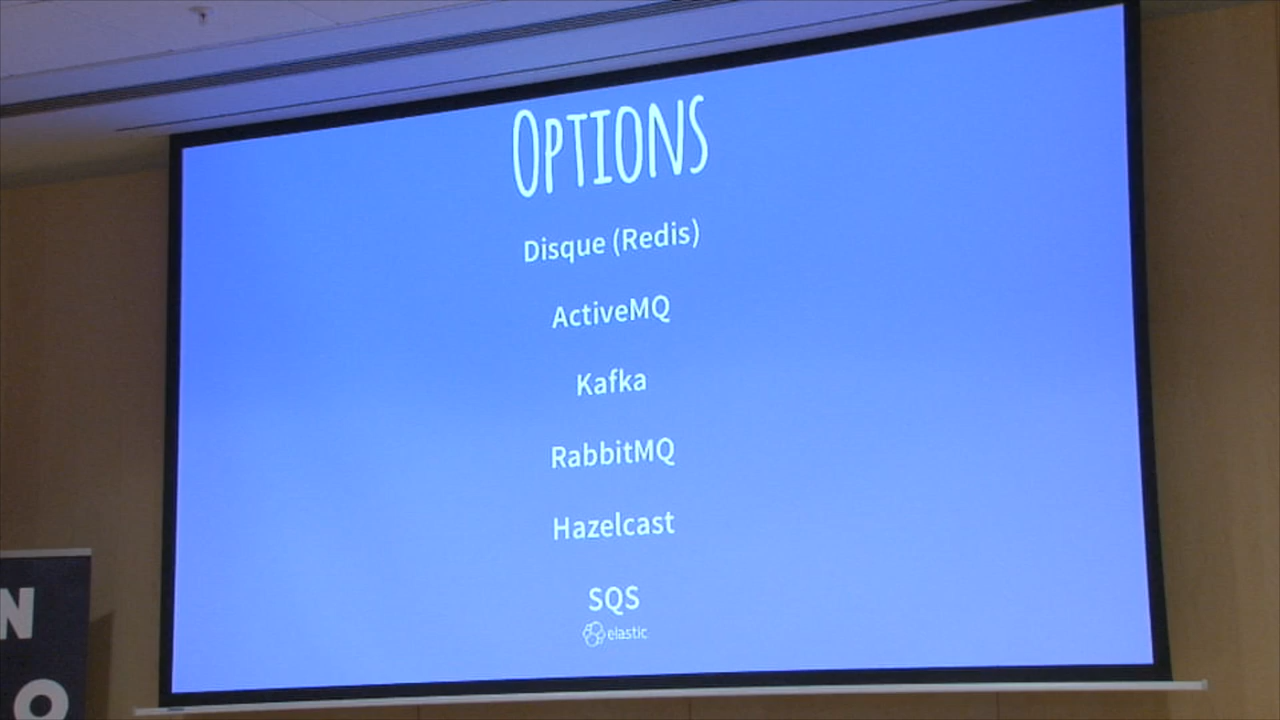 OPTIONS
Disque (Redis)
ActiveMQ
Kafka
RabbitMQ
Hazelcast
SQS
elastic
N
O